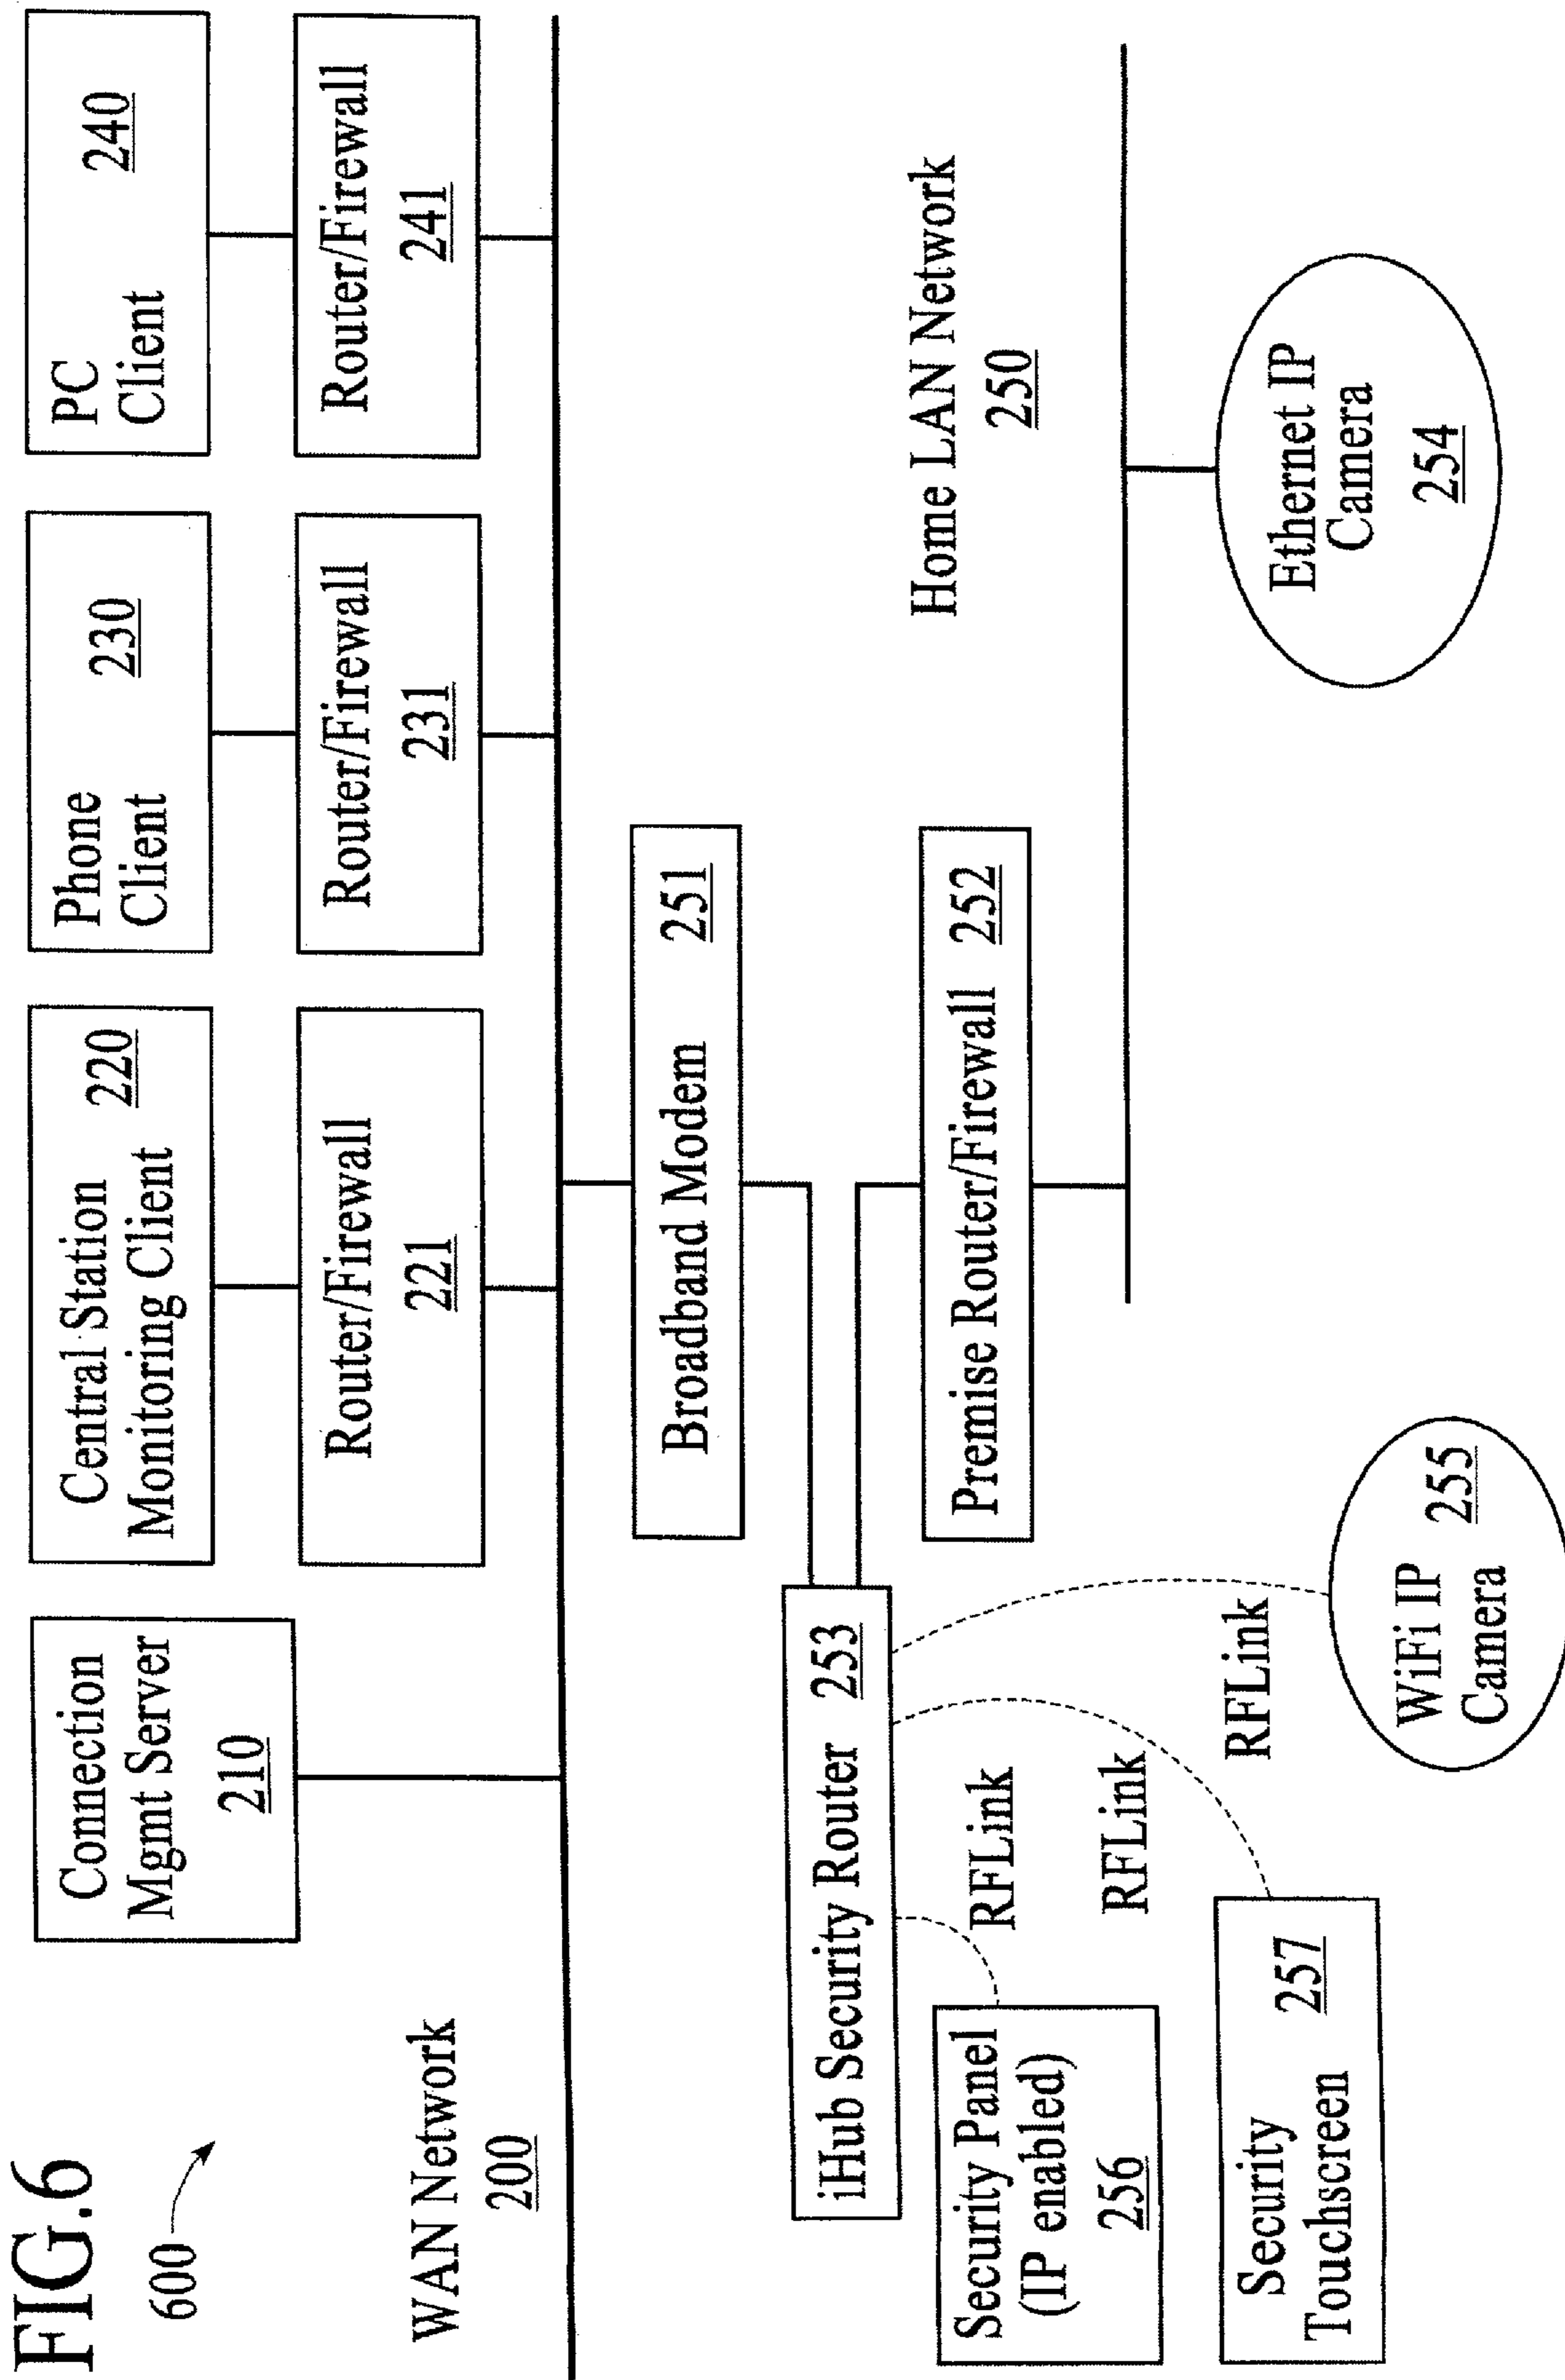 FIG.6
600
WAN Network
200
Connection
Mgmt Server
210
Central Station
Monitoring Client
220
Phone
Client
230
PC
Client
240
Router/Firewall
221
Router/Firewall
231
Router/Firewall
241
Broadband Modem 251
iHub Security Router 253
Premise Router/Firewall 252
Home LAN Network
250
Security Panel
(IP enabled)
256
RFLink
RFLink
RFLink
Security
Touchscreen
257
WiFi IP
Camera
255
Ethernet IP
Camera
254